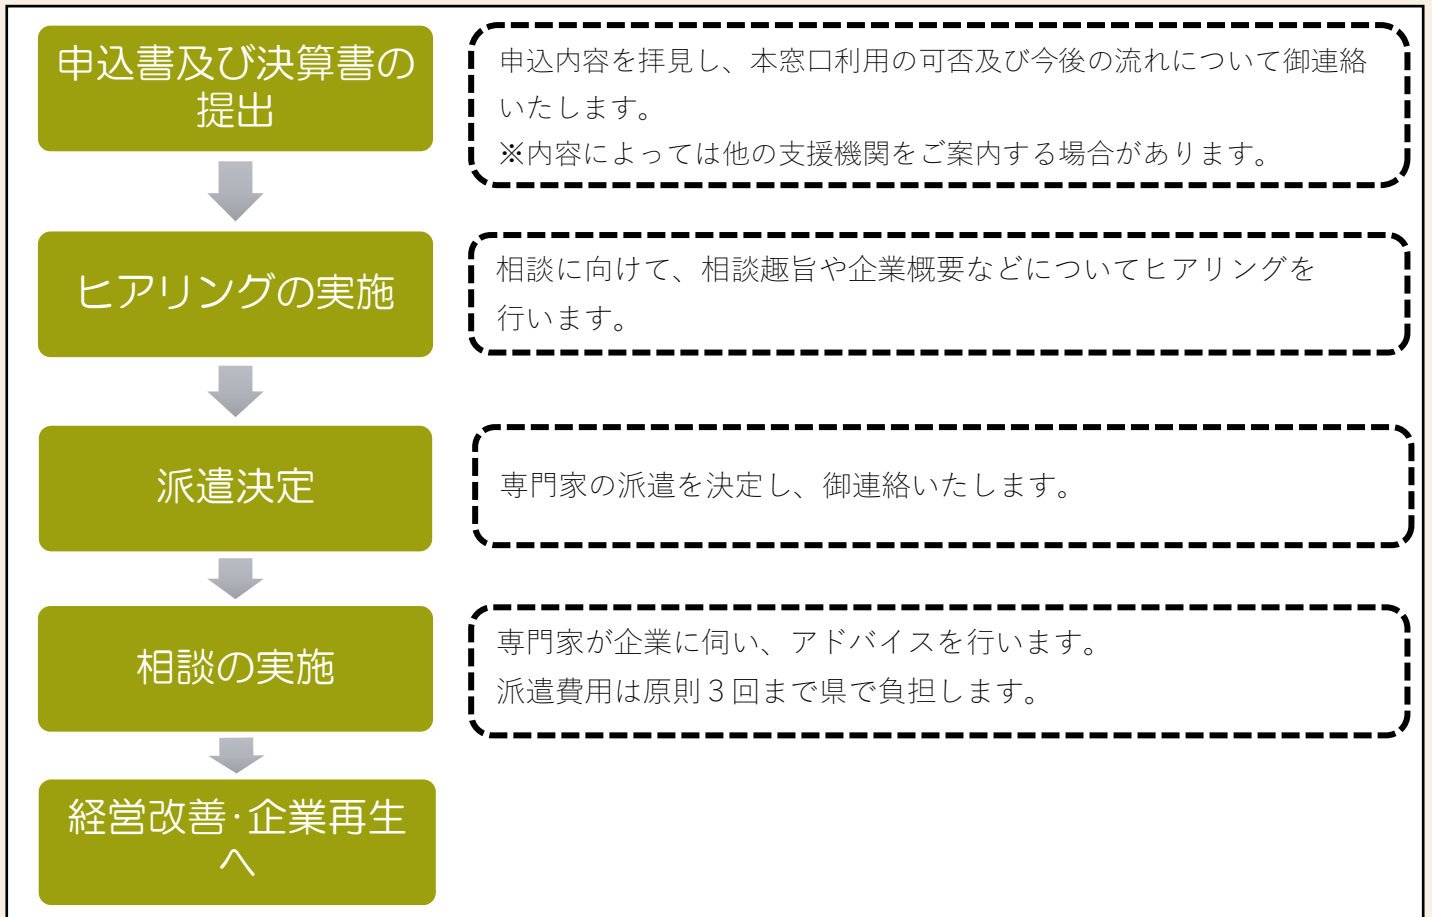 申込書及び決算書の
提出
申込内容を拝見し、本窓口利用の可否及び今後の流れについて御連絡
いたします。
※内容によっては他の支援機関をご案内する場合があります。
ヒアリングの実施
相談に向けて、相談趣旨や企業概要などについてヒアリングを
行います。
派遣決定
専門家の派遣を決定し、御連絡いたします。
相談の実施
専門家が企業に伺い、アドバイスを行います。
派遣費用は原則３回まで県で負担します。
経営改善・企業再生
へ